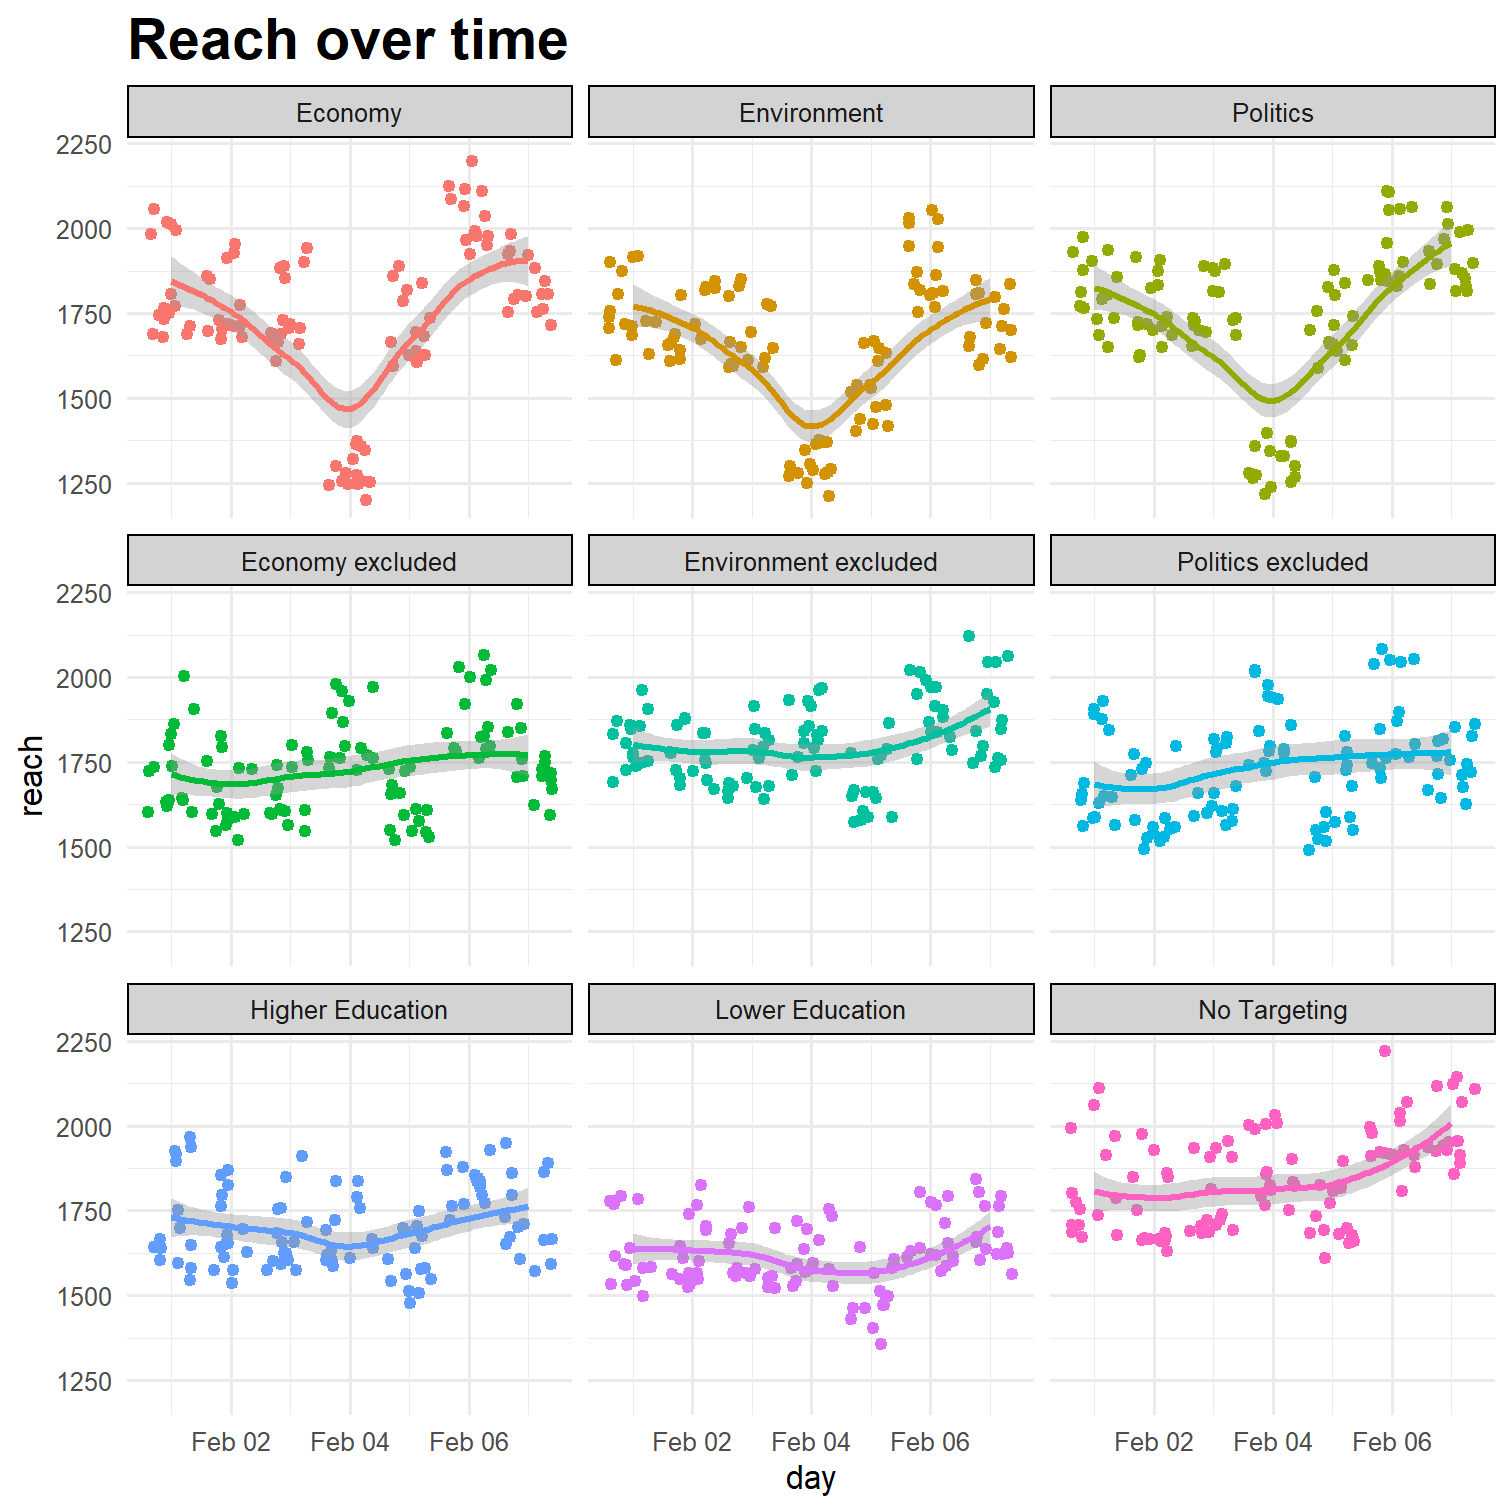 Reach over time
Economy
Environment
Politics
2250
2000
1750
1500
1250
Economy excluded
Environment excluded
Politics excluded
2250
2000
1750
1500
1250
reach
Higher Education
Lower Education
No Targeting
2250
2000
1750
1500
1250
Feb 02 Feb 04 Feb 06
Feb 02 Feb 04 Feb 06
Feb 02 Feb 04 Feb 06
day